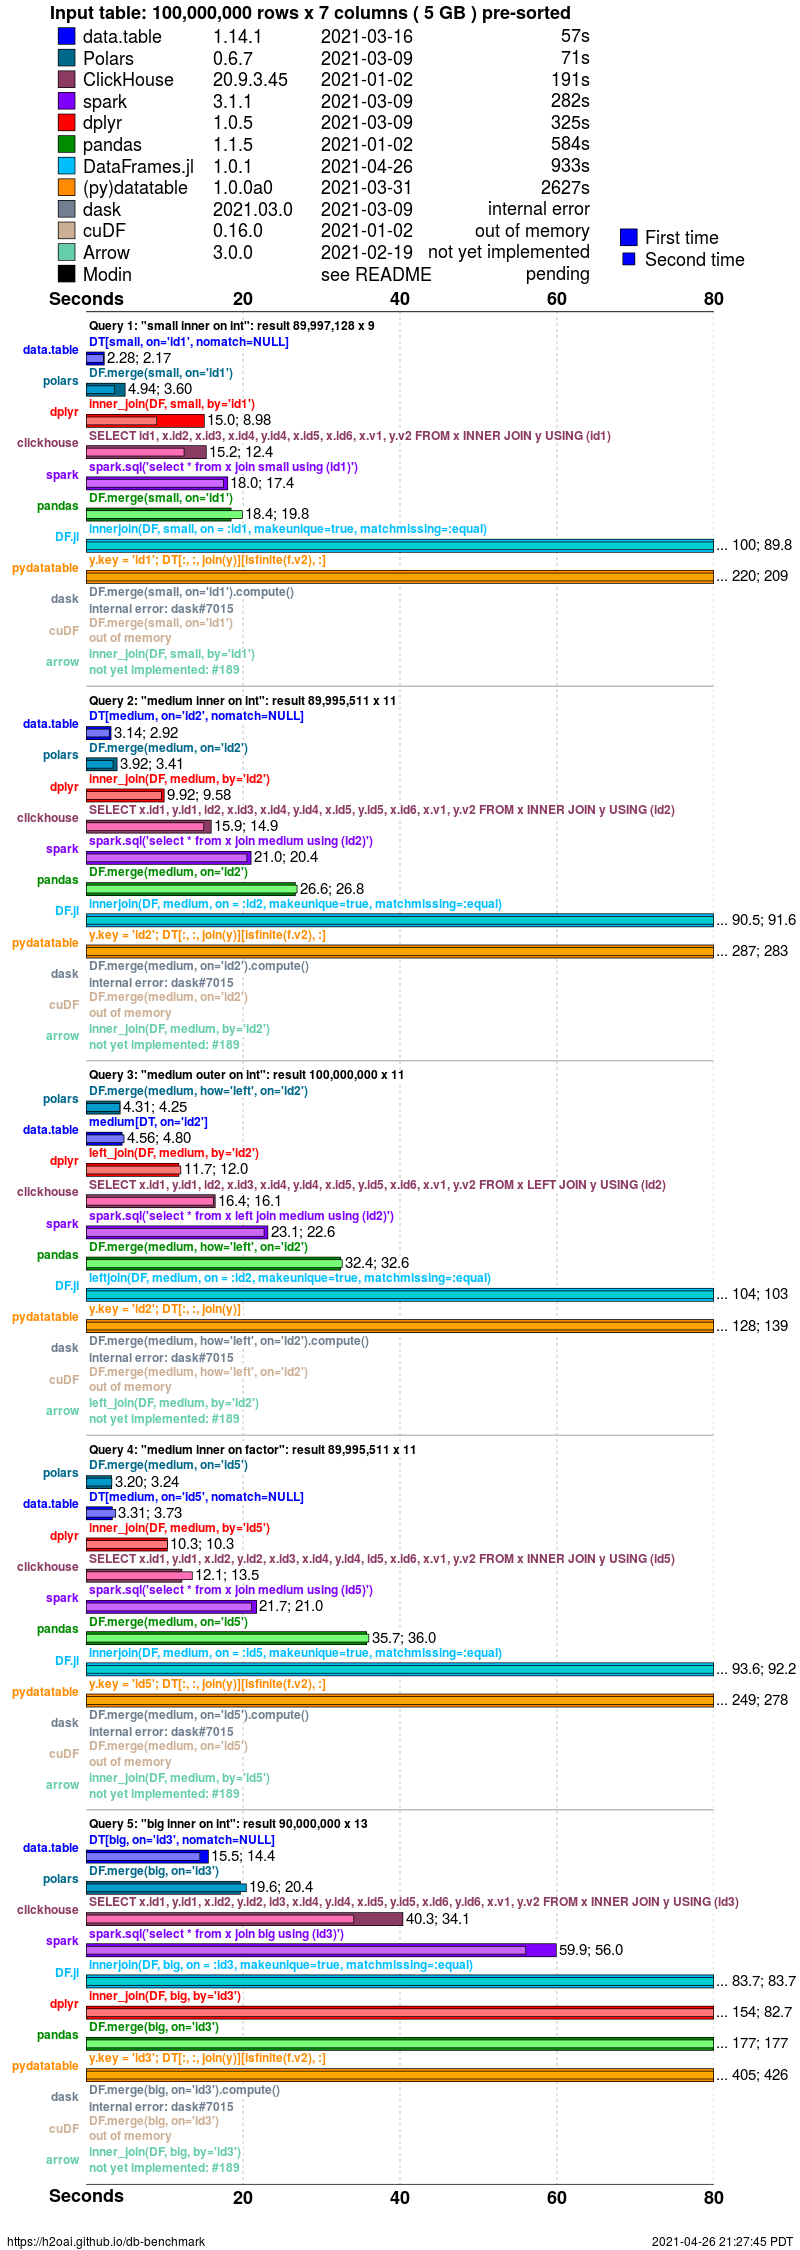 Input table: 100,000,000 rows x 7 columns ( 5 GB ) pre-sorted
data.table 1.14.1 2021-03-16 57s
Polars 0.6.7 2021-03-09 71s
ClickHouse 20.9.3.45 2021-01-02 191s
spark 3.1.1 2021-03-09 282s
dplyr 1.0.5 2021-03-09 325s
pandas 1.1.5 2021-01-02 584s
DataFrames.jl 1.0.1 2021-04-26 933s
(py)datatable 1.0.0a0 2021-03-31 2627s
dask 2021.03.0 2021-03-09 internal error
cuDF 0.16.0 2021-01-02 out of memory
Arrow 3.0.0 2021-02-19 not yet implemented
Modin see README pending
First time
Second time
Seconds 20 40 60 80
Query 1: "small inner on int": result 89,997,128 x 9
DT[small, on='id1', nomatch=NULL]
data.table 2.28; 2.17
DF.merge(small, on='id1')
polars 4.94; 3.60
inner_join(DF, small, by='id1')
dplyr 15.0; 8.98
SELECT id1, x.id2, x.id3, x.id4, y.id4, x.id5, x.id6, x.v1, y.v2 FROM x INNER JOIN y USING (id1)
clickhouse 15.2; 12.4
spark.sql('select * from x join small using (id1)')
spark 18.0; 17.4
DF.merge(small, on='id1')
pandas 18.4; 19.8
innerjoin(DF, small, on = :id1, makeunique=true, matchmissing=:equal)
DF.jl ... 100; 89.8
y.key = 'id1'; DT[:, :, join(y)][isfinite(f.v2), :]
pydatatable ... 220; 209
DF.merge(small, on='id1').compute()
dask internal error: dask#7015
DF.merge(small, on='id1')
cuDF out of memory
inner_join(DF, small, by='id1')
arrow not yet implemented: #189
Query 2: "medium inner on int": result 89,995,511 x 11
DT[medium, on='id2', nomatch=NULL]
data.table 3.14; 2.92
DF.merge(medium, on='id2')
polars 3.92; 3.41
inner_join(DF, medium, by='id2')
dplyr 9.92; 9.58
SELECT x.id1, y.id1, id2, x.id3, x.id4, y.id4, x.id5, y.id5, x.id6, x.v1, y.v2 FROM x INNER JOIN y USING (id2)
clickhouse 15.9; 14.9
spark.sql('select * from x join medium using (id2)')
spark 21.0; 20.4
DF.merge(medium, on='id2')
pandas 26.6; 26.8
innerjoin(DF, medium, on = :id2, makeunique=true, matchmissing=:equal)
DF.jl ... 90.5; 91.6
y.key = 'id2'; DT[:, :, join(y)][isfinite(f.v2), :]
pydatatable ... 287; 283
DF.merge(medium, on='id2').compute()
dask internal error: dask#7015
DF.merge(medium, on='id2')
cuDF out of memory
inner_join(DF, medium, by='id2')
arrow not yet implemented: #189
Query 3: "medium outer on int": result 100,000,000 x 11
DF.merge(medium, how='left', on='id2')
polars 4.31; 4.25
medium[DT, on='id2']
data.table 4.56; 4.80
left_join(DF, medium, by='id2')
dplyr 11.7; 12.0
SELECT x.id1, y.id1, id2, x.id3, x.id4, y.id4, x.id5, y.id5, x.id6, x.v1, y.v2 FROM x LEFT JOIN y USING (id2)
clickhouse 16.4; 16.1
spark.sql('select * from x left join medium using (id2)')
spark 23.1; 22.6
DF.merge(medium, how='left', on='id2')
pandas 32.4; 32.6
leftjoin(DF, medium, on = :id2, makeunique=true, matchmissing=:equal)
DF.jl ... 104; 103
y.key = 'id2'; DT[:, :, join(y)]
pydatatable ... 128; 139
DF.merge(medium, how='left', on='id2').compute()
dask internal error: dask#7015
DF.merge(medium, how='left', on='id2')
cuDF out of memory
left_join(DF, medium, by='id2')
arrow not yet implemented: #189
Query 4: "medium inner on factor": result 89,995,511 x 11
DF.merge(medium, on='id5')
polars 3.20; 3.24
DT[medium, on='id5', nomatch=NULL]
data.table 3.31; 3.73
inner_join(DF, medium, by='id5')
dplyr 10.3; 10.3
SELECT x.id1, y.id1, x.id2, y.id2, x.id3, x.id4, y.id4, id5, x.id6, x.v1, y.v2 FROM x INNER JOIN y USING (id5)
clickhouse 12.1; 13.5
spark.sql('select * from x join medium using (id5)')
spark 21.7; 21.0
DF.merge(medium, on='id5')
pandas 35.7; 36.0
innerjoin(DF, medium, on = :id5, makeunique=true, matchmissing=:equal)
DF.jl ... 93.6; 92.2
y.key = 'id5'; DT[:, :, join(y)][isfinite(f.v2), :]
pydatatable ... 249; 278
DF.merge(medium, on='id5').compute()
dask internal error: dask#7015
DF.merge(medium, on='id5')
cuDF out of memory
inner_join(DF, medium, by='id5')
arrow not yet implemented: #189
Query 5: "big inner on int": result 90,000,000 x 13
DT[big, on='id3', nomatch=NULL]
data.table 15.5; 14.4
DF.merge(big, on='id3')
polars 19.6; 20.4
SELECT x.id1, y.id1, x.id2, y.id2, id3, x.id4, y.id4, x.id5, y.id5, x.id6, y.id6, x.v1, y.v2 FROM x INNER JOIN y USING (id3)
clickhouse 40.3; 34.1
spark.sql('select * from x join big using (id3)')
spark 59.9; 56.0
innerjoin(DF, big, on = :id3, makeunique=true, matchmissing=:equal)
DF.jl ... 83.7; 83.7
inner_join(DF, big, by='id3')
dplyr ... 154; 82.7
DF.merge(big, on='id3')
pandas ... 177; 177
y.key = 'id3'; DT[:, :, join(y)][isfinite(f.v2), :]
pydatatable ... 405; 426
DF.merge(big, on='id3').compute()
dask internal error: dask#7015
DF.merge(big, on='id3')
cuDF out of memory
inner_join(DF, big, by='id3')
arrow not yet implemented: #189
Seconds 20 40 60 80
https://h2oai.github.io/db-benchmark 2021-04-26 21:27:45 PDT